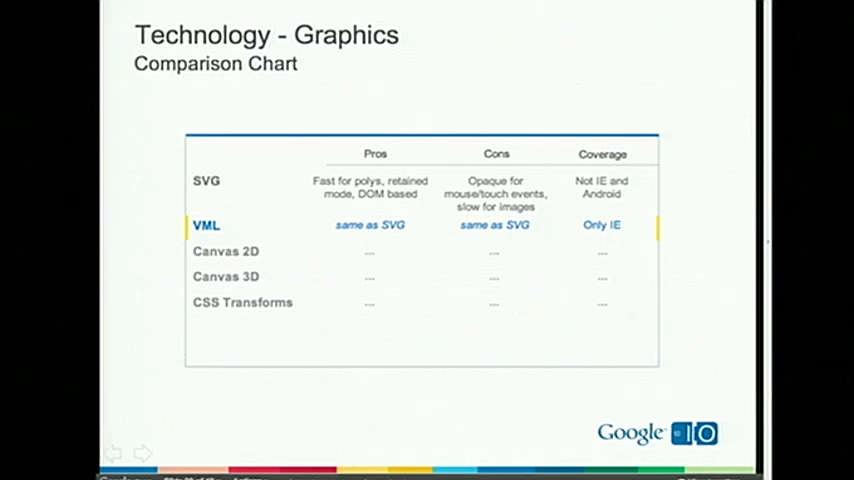 Technology - Graphics
Comparison Chart
Pros Cons Coverage
SVG Fast for polys, retained mode, DOM based Opaque for mouse/touch events, slow for images Not IE and Android
VML same as SVG same as SVG Only IE
Canvas 2D ... ... ...
Canvas 3D ... ... ...
CSS Transforms ... ... ...
Google IO